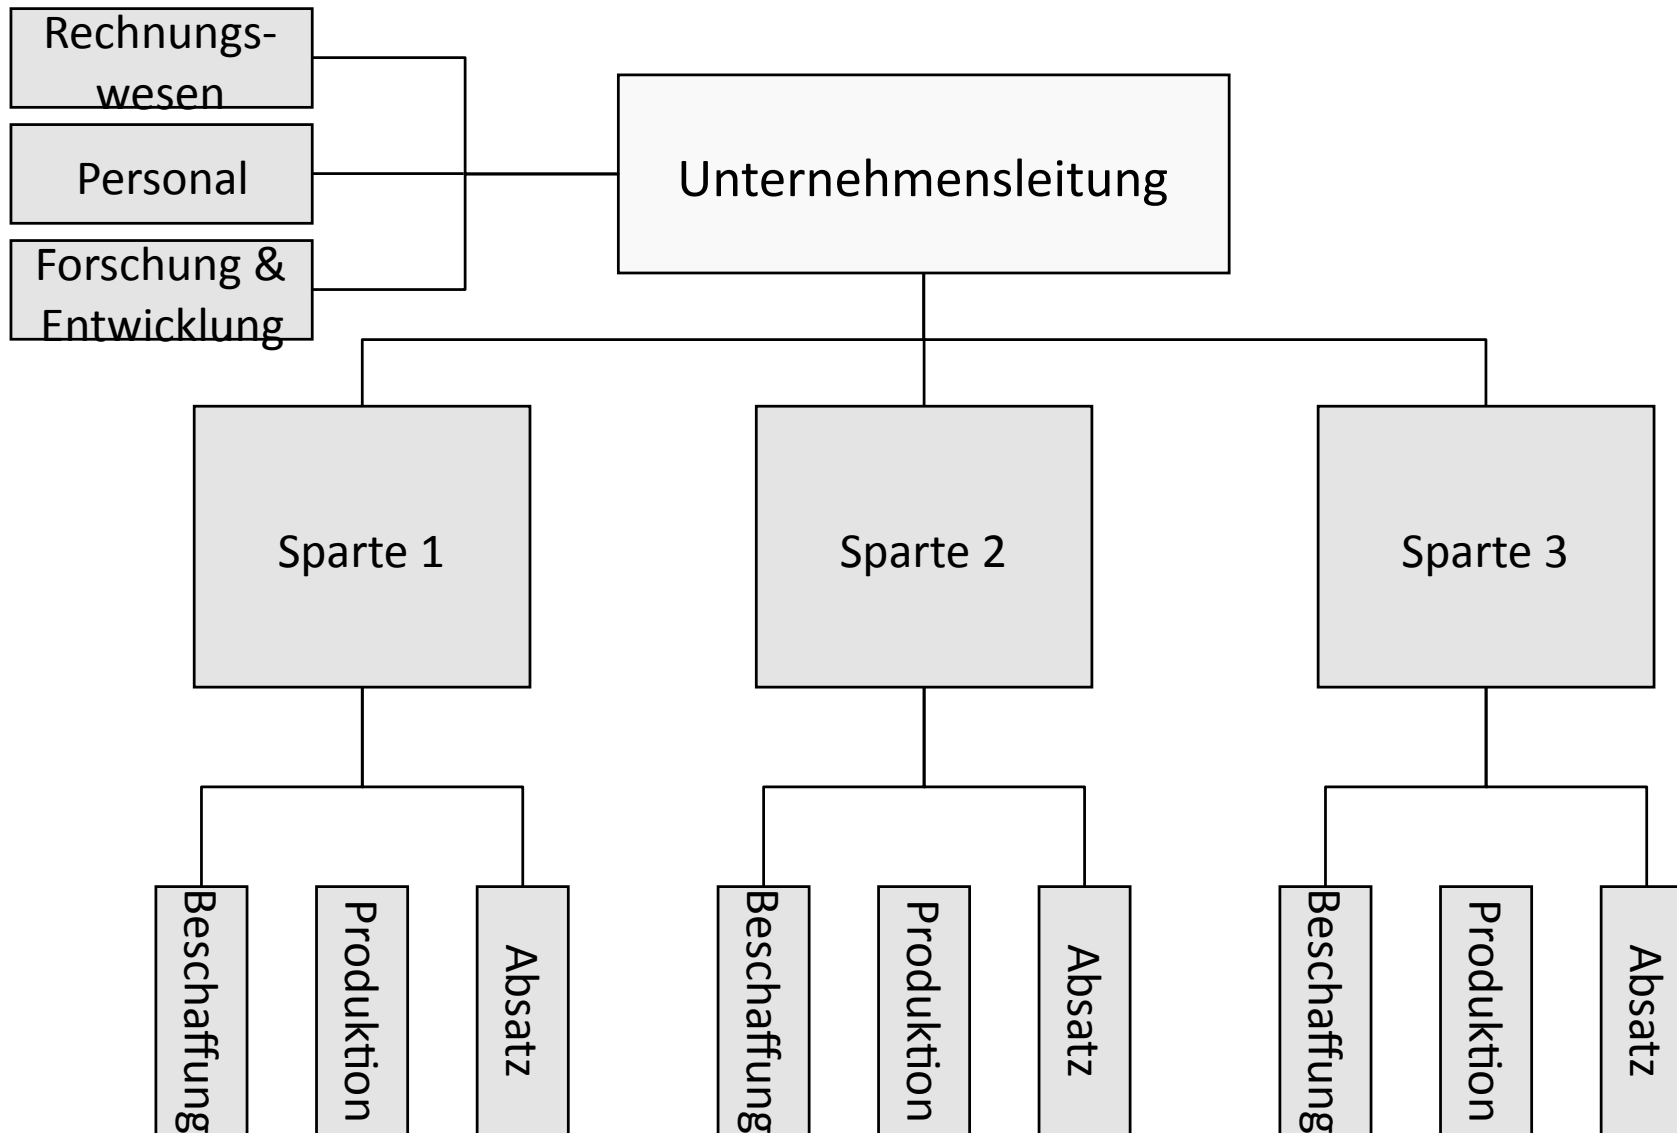 Rechnungs-
wesen
Personal
Forschung &
Entwicklung
Unternehmensleitung
Sparte 1
Sparte 2
Sparte 3
Beschaffung
Produktion
Absatz
Beschaffung
Produktion
Absatz
Beschaffung
Produktion
Absatz